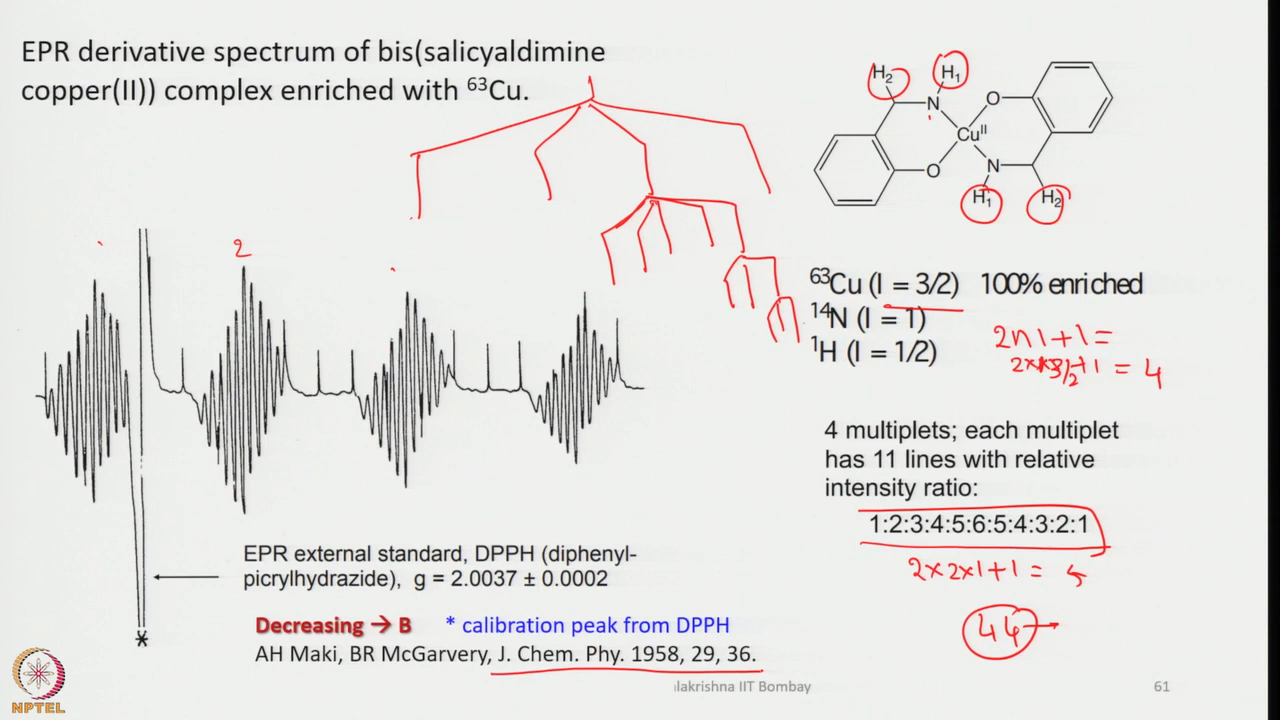 EPR derivative spectrum of bis(salicyaldimine
copper(II)) complex enriched with ⁶³Cu.
H₂
H₁
N
O
Cuᴵᴵ
O
N
H₁
H₂
2
⁶³Cu (I = 3/2) 100% enriched
¹⁴N (I = 1)
¹H (I = 1/2)
2nI+1=
+1 = 4
4 multiplets; each multiplet
has 11 lines with relative
intensity ratio:
1:2:3:4:5:6:5:4:3:2:1
2×2×1+1 = 5
44
EPR external standard, DPPH (diphenyl-
picrylhydrazide), g = 2.0037 ± 0.0002
*
Decreasing → B * calibration peak from DPPH
AH Maki, BR McGarvery, J. Chem. Phy. 1958, 29, 36.
NPTEL
lakrishna IIT Bombay
61